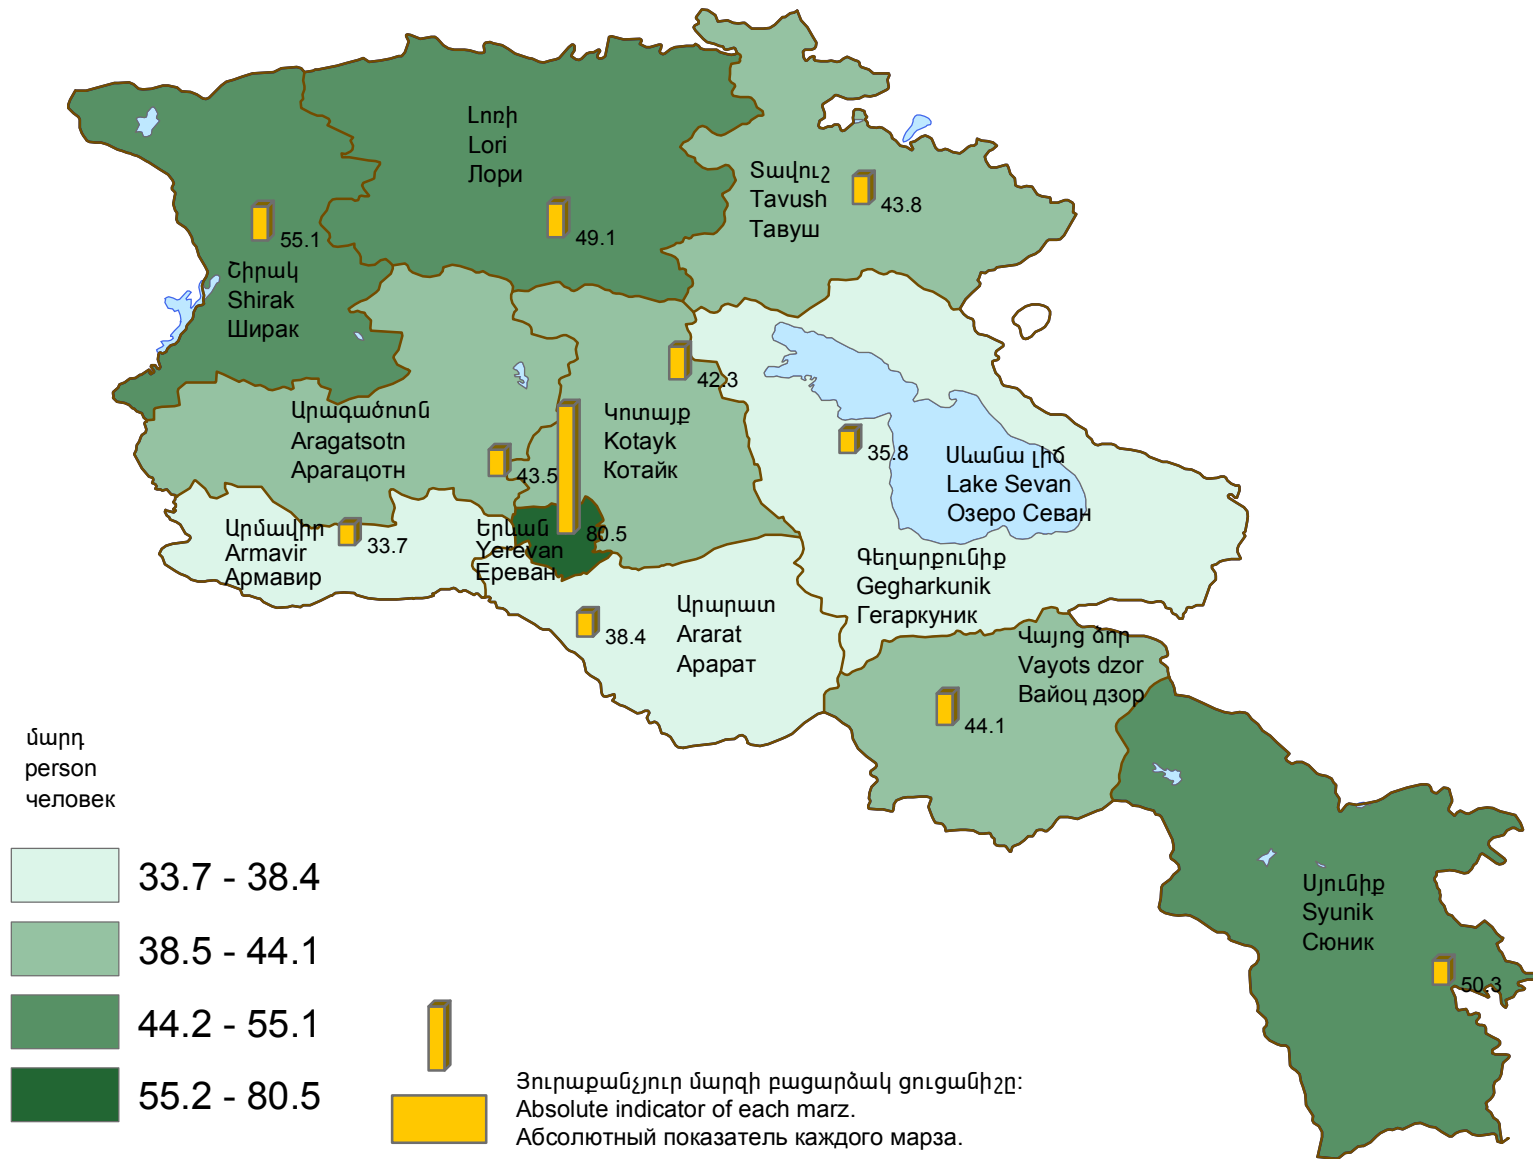 Լոռի
Lori
Лори
49.1
Տավուշ
Tavush
Тавуш
43.8
55.1
Շիրակ
Shirak
Ширак
42.3
Արագածոտն
Aragatsotn
Арагацотн
43.5
Կոտայք
Kotayk
Котайк
35.8
Սևանա լիճ
Lake Sevan
Озеро Севан
Արմավիր
Armavir
Армавир
33.7
Երևան
Yerevan
Ереван
80.5
Գեղարքունիք
Gegharkunik
Гегаркуник
Արարատ
Ararat
Арарат
38.4
Վայոց ձոր
Vayots dzor
Вайоц дзор
44.1
Սյունիք
Syunik
Сюник
50.3
մարդ
person
человек
33.7 - 38.4
38.5 - 44.1
44.2 - 55.1
55.2 - 80.5
Յուրաքանչյուր մարզի բացարձակ ցուցանիշը:
Absolute indicator of each marz.
Абсолютный показатель каждого марза.